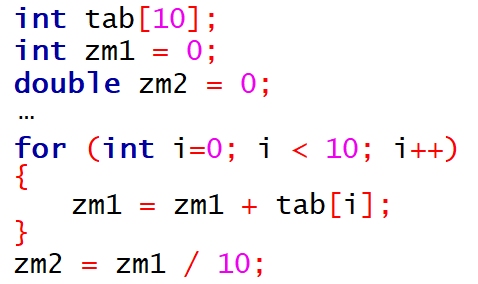 int tab[10];
int zm1 = 0;
double zm2 = 0;
…
for (int i=0; i < 10; i++)
{
zm1 = zm1 + tab[i];
}
zm2 = zm1 / 10;